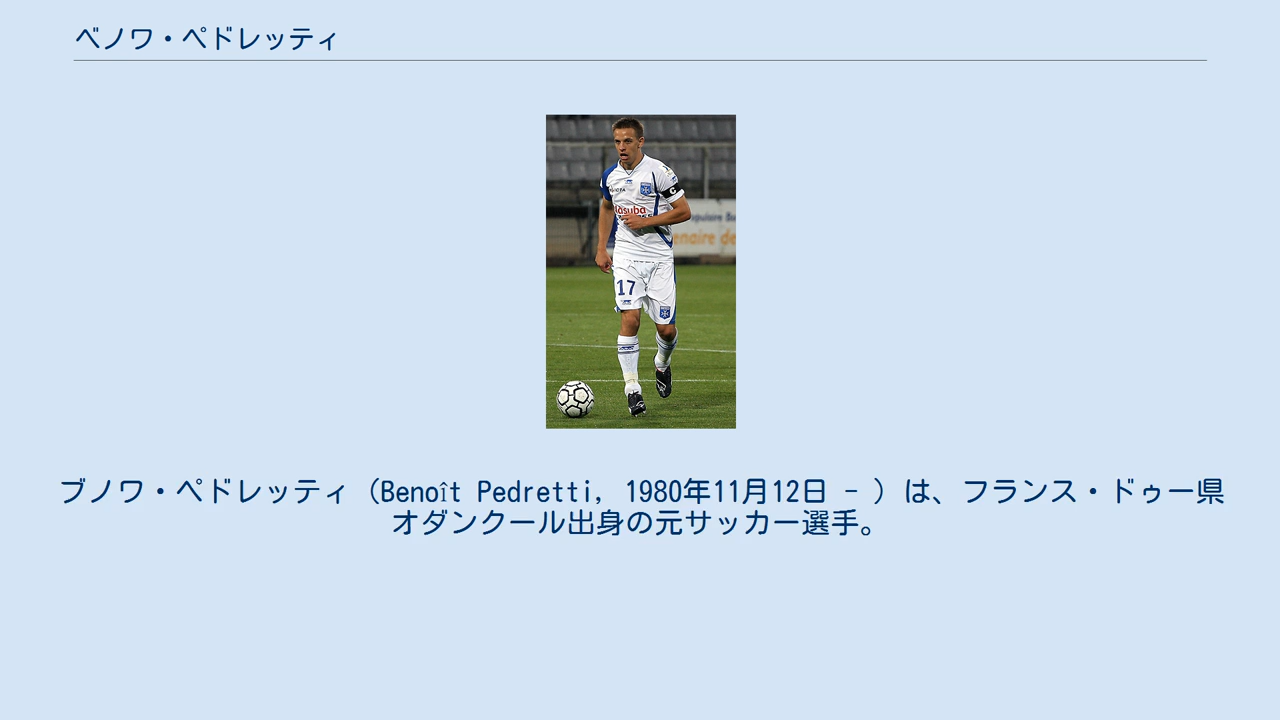 ベノワ・ペドレッティ
17
ブノワ・ペドレッティ（Benoît Pedretti, 1980年11月12日 - ）は、フランス・ドゥー県
オダンクール出身の元サッカー選手。